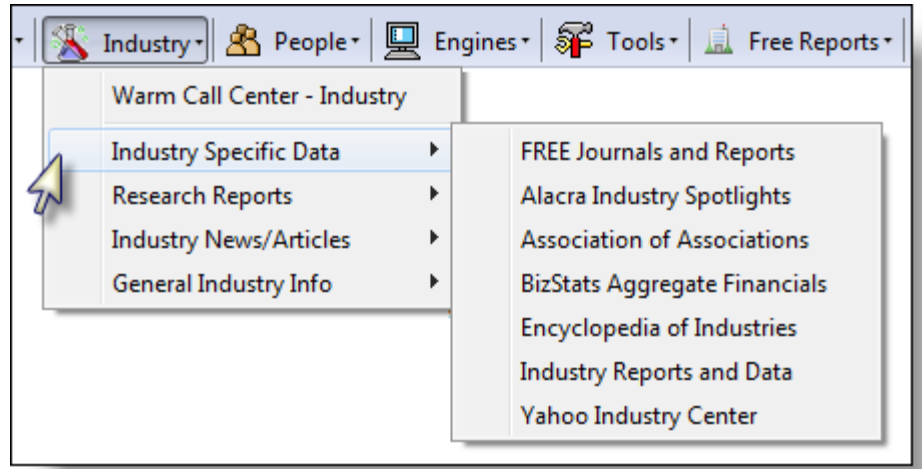 Industry People Engines Tools Free Reports
Warm Call Center - Industry
Industry Specific Data
Research Reports
Industry News/Articles
General Industry Info
FREE Journals and Reports
Alacra Industry Spotlights
Association of Associations
BizStats Aggregate Financials
Encyclopedia of Industries
Industry Reports and Data
Yahoo Industry Center